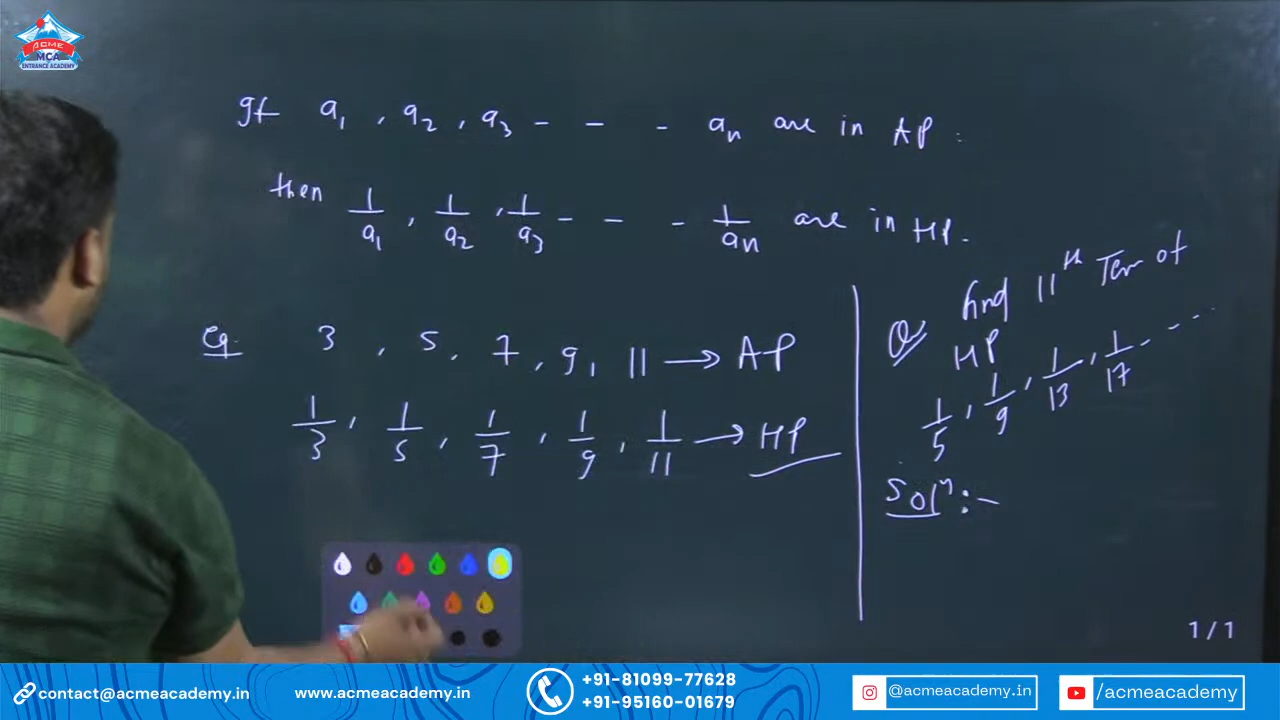 ACME
MCA
ENTRANCE ACADEMY
If a₁, a₂, a₃ - - - aₙ are in AP.
then 1/a₁, 1/a₂, 1/a₃ - - - 1/aₙ are in HP.
Eg. 3, 5, 7, 9, 11 → AP
1/3, 1/5, 1/7, 1/9, 1/11 → HP
Q find 11th Term of
HP
1/5, 1/9, 1/13, 1/17, - - -
Solⁿ :-
1/1
contact@acmeacademy.in
www.acmeacademy.in
+91-81099-77628
+91-95160-01679
@acmeacademy.in
/acmeacademy